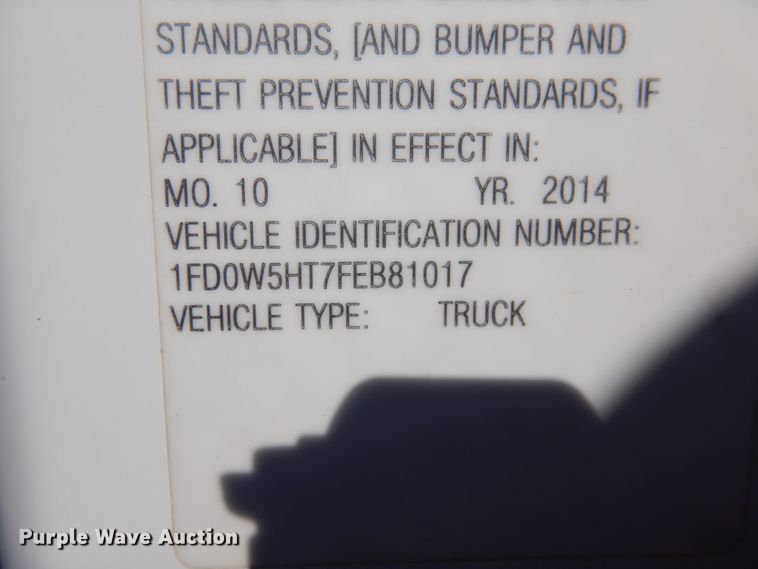 STANDARDS, [AND BUMPER AND
THEFT PREVENTION STANDARDS, IF
APPLICABLE] IN EFFECT IN:
MO. 10 YR. 2014
VEHICLE IDENTIFICATION NUMBER:
1FD0W5HT7FEB81017
VEHICLE TYPE: TRUCK
Purple Wave Auction